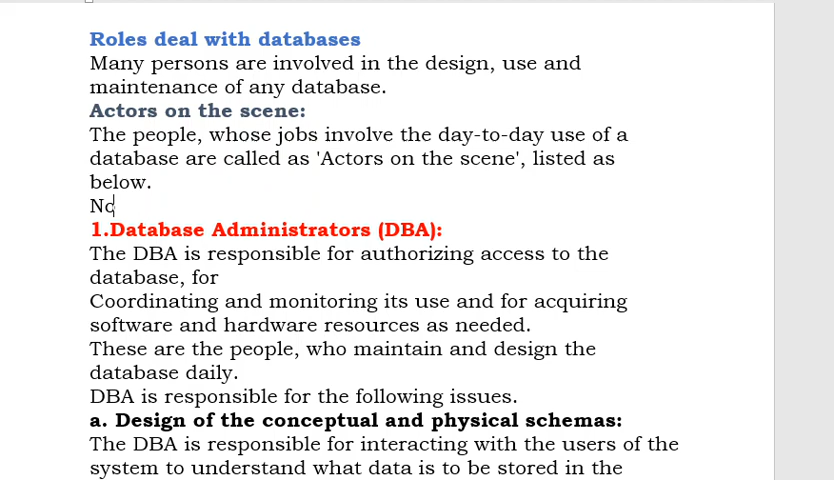 Roles deal with databases
Many persons are involved in the design, use and
maintenance of any database.
Actors on the scene:
The people, whose jobs involve the day-to-day use of a
database are called as 'Actors on the scene', listed as
below.
No
1.Database Administrators (DBA):
The DBA is responsible for authorizing access to the
database, for
Coordinating and monitoring its use and for acquiring
software and hardware resources as needed.
These are the people, who maintain and design the
database daily.
DBA is responsible for the following issues.
a. Design of the conceptual and physical schemas:
The DBA is responsible for interacting with the users of the
system to understand what data is to be stored in the